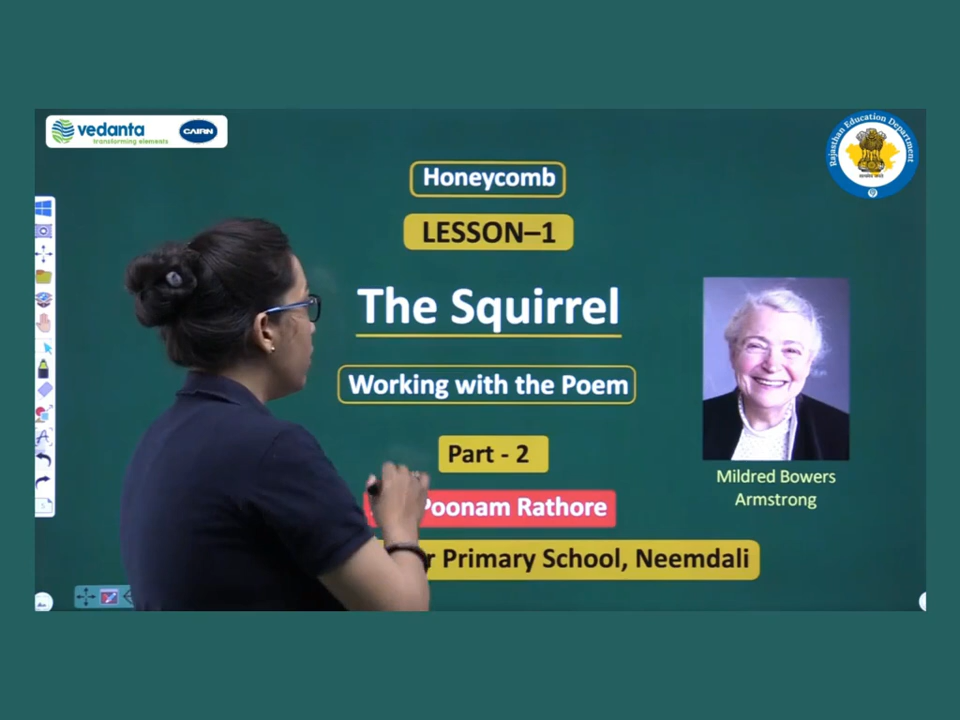 vedanta
transforming elements
CAIRN
Rajasthan Education Department
Honeycomb
LESSON–1
The Squirrel
Working with the Poem
Part - 2
Poonam Rathore
Primary School, Neemdali
Mildred Bowers
Armstrong